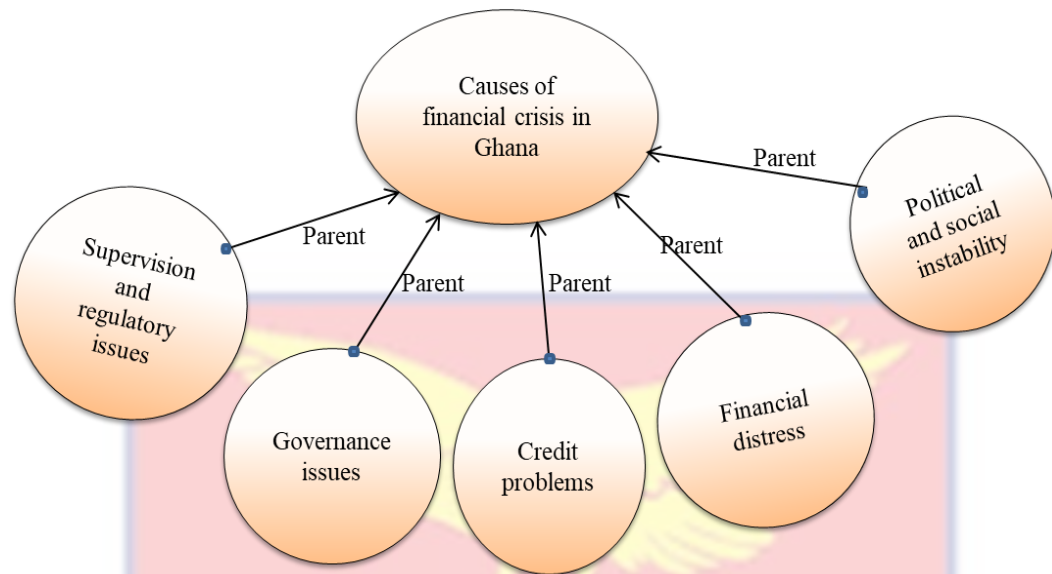 Causes of
financial crisis in
Ghana
Parent
Parent
Parent
Parent
Parent
Supervision
and
regulatory
issues
Governance
issues
Credit
problems
Financial
distress
Political
and social
instability